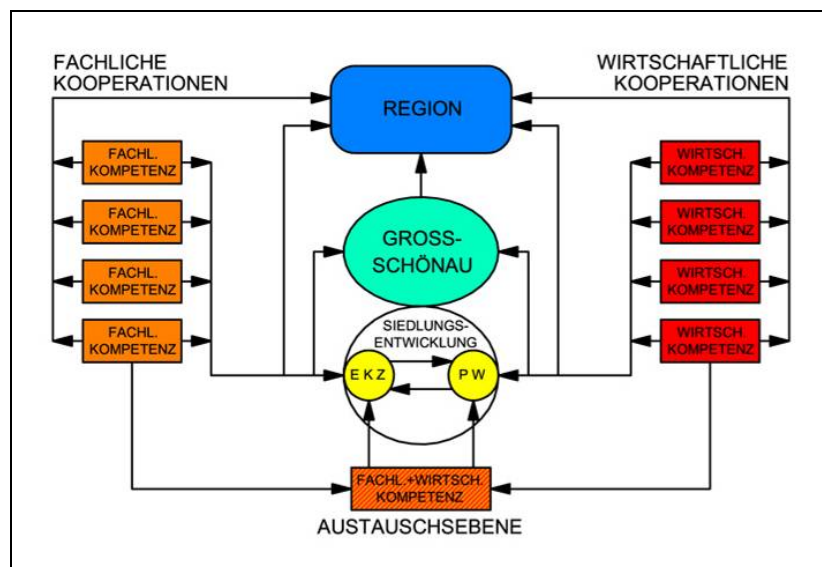 FACHLICHE
KOOPERATIONEN
WIRTSCHAFTLICHE
KOOPERATIONEN
REGION
FACHL.
KOMPETENZ
FACHL.
KOMPETENZ
FACHL.
KOMPETENZ
FACHL.
KOMPETENZ
GROSS-
SCHÖNAU
WIRTSCH.
KOMPETENZ
WIRTSCH.
KOMPETENZ
WIRTSCH.
KOMPETENZ
WIRTSCH.
KOMPETENZ
SIEDLUNGS-
ENTWICKLUNG
E K Z
P W
FACHL.+WIRTSCH.
KOMPETENZ
AUSTAUSCHSEBENE